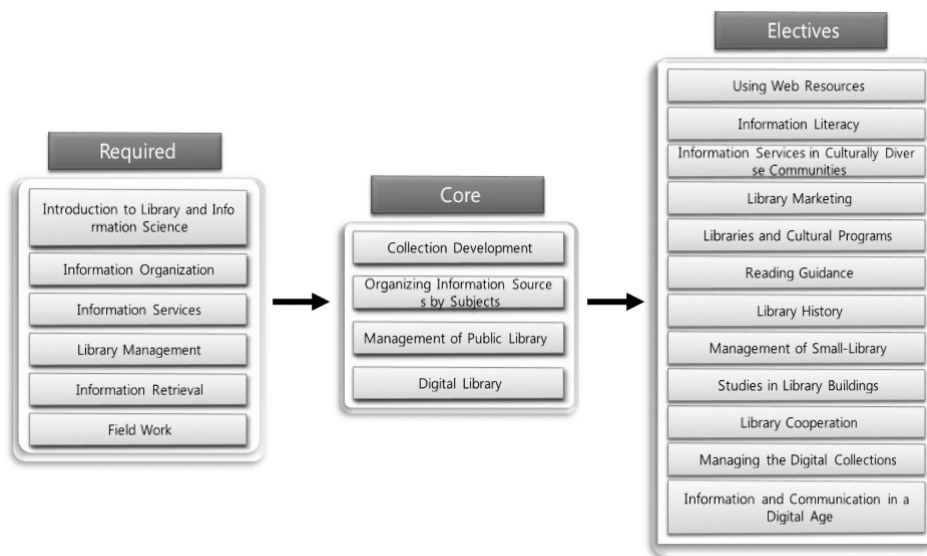 Required
Introduction to Library and Info
rmation Science
Information Organization
Information Services
Library Management
Information Retrieval
Field Work
Core
Collection Development
Organizing Information Source
s by Subjects
Management of Public Library
Digital Library
Electives
Using Web Resources
Information Literacy
Information Services in Culturally Diver
se Communities
Library Marketing
Libraries and Cultural Programs
Reading Guidance
Library History
Management of Small-Library
Studies in Library Buildings
Library Cooperation
Managing the Digital Collections
Information and Communication in a
Digital Age